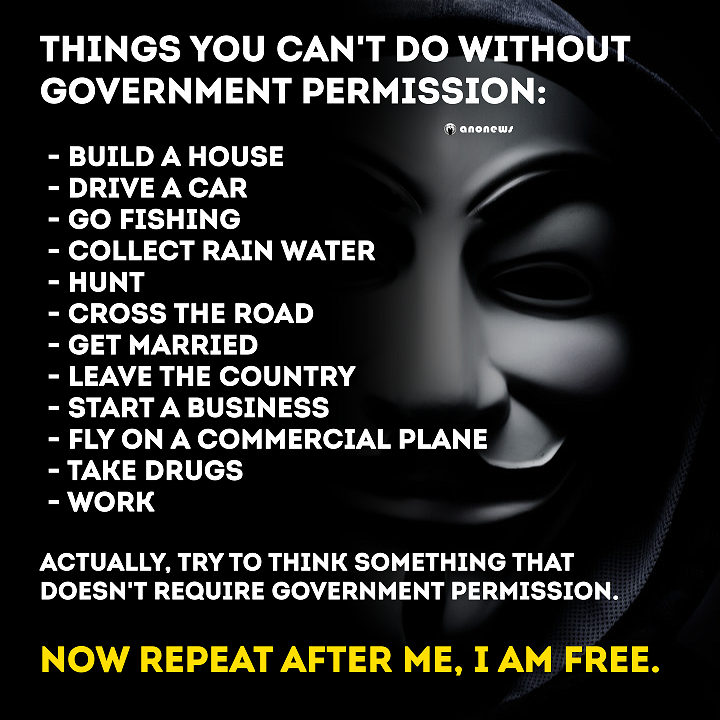 THINGS YOU CAN'T DO WITHOUT
GOVERNMENT PERMISSION:
anonews
- BUILD A HOUSE
- DRIVE A CAR
- GO FISHING
- COLLECT RAIN WATER
- HUNT
- CROSS THE ROAD
- GET MARRIED
- LEAVE THE COUNTRY
- START A BUSINESS
- FLY ON A COMMERCIAL PLANE
- TAKE DRUGS
- WORK
ACTUALLY, TRY TO THINK SOMETHING THAT
DOESN'T REQUIRE GOVERNMENT PERMISSION.
NOW REPEAT AFTER ME, I AM FREE.